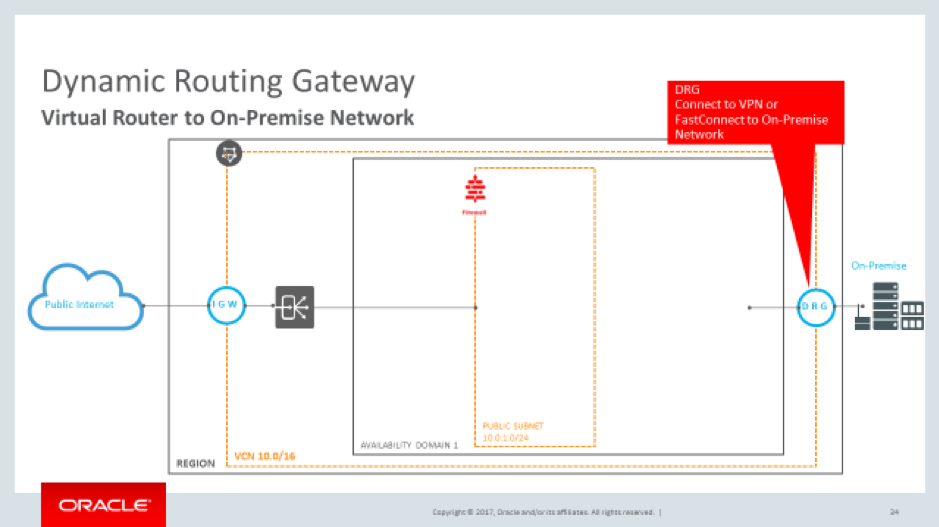 Dynamic Routing Gateway
Virtual Router to On-Premise Network
DRG
Connect to VPN or
FastConnect to On-Premise
Network
Firewall
On-Premise
Public Internet
I G W
D R G
PUBLIC SUBNET
10.0.1.0/24
AVAILABILITY DOMAIN 1
VCN 10.0/16
REGION
ORACLE®
Copyright © 2017, Oracle and/or its affiliates. All rights reserved. |
24